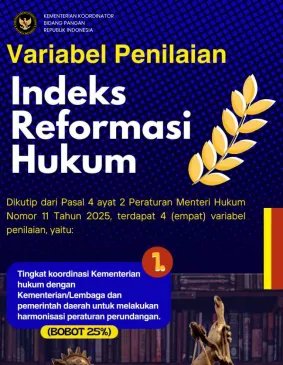 KEMENTERIAN KOORDINATOR
BIDANG PANGAN
REPUBLIK INDONESIA
Variabel Penilaian
Indeks
Reformasi
Hukum
Dikutip dari Pasal 4 ayat 2 Peraturan Menteri Hukum
Nomor 11 Tahun 2025, terdapat 4 (empat) variabel
penilaian, yaitu:
1.
Tingkat koordinasi Kementerian
hukum dengan
Kementerian/Lembaga dan
pemerintah daerah untuk melakukan
harmonisasi peraturan perundangan.
(BOBOT 25%)